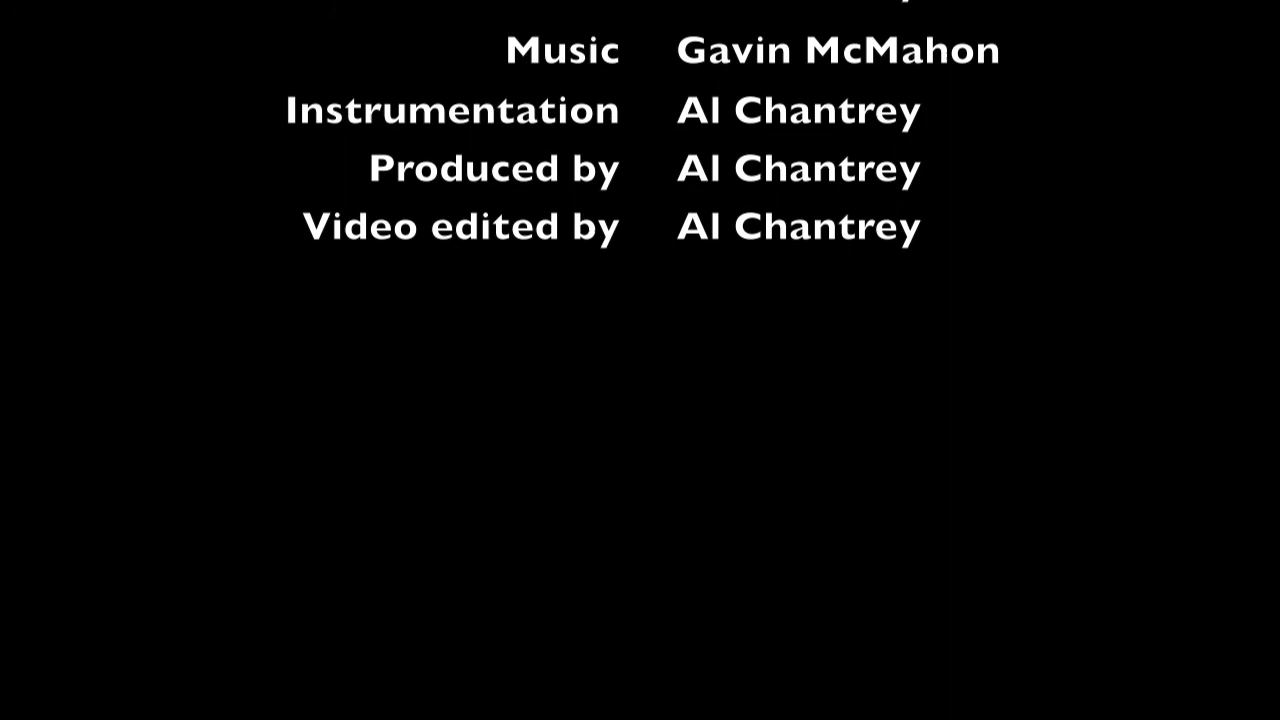 Music Gavin McMahon
Instrumentation Al Chantrey
Produced by Al Chantrey
Video edited by Al Chantrey